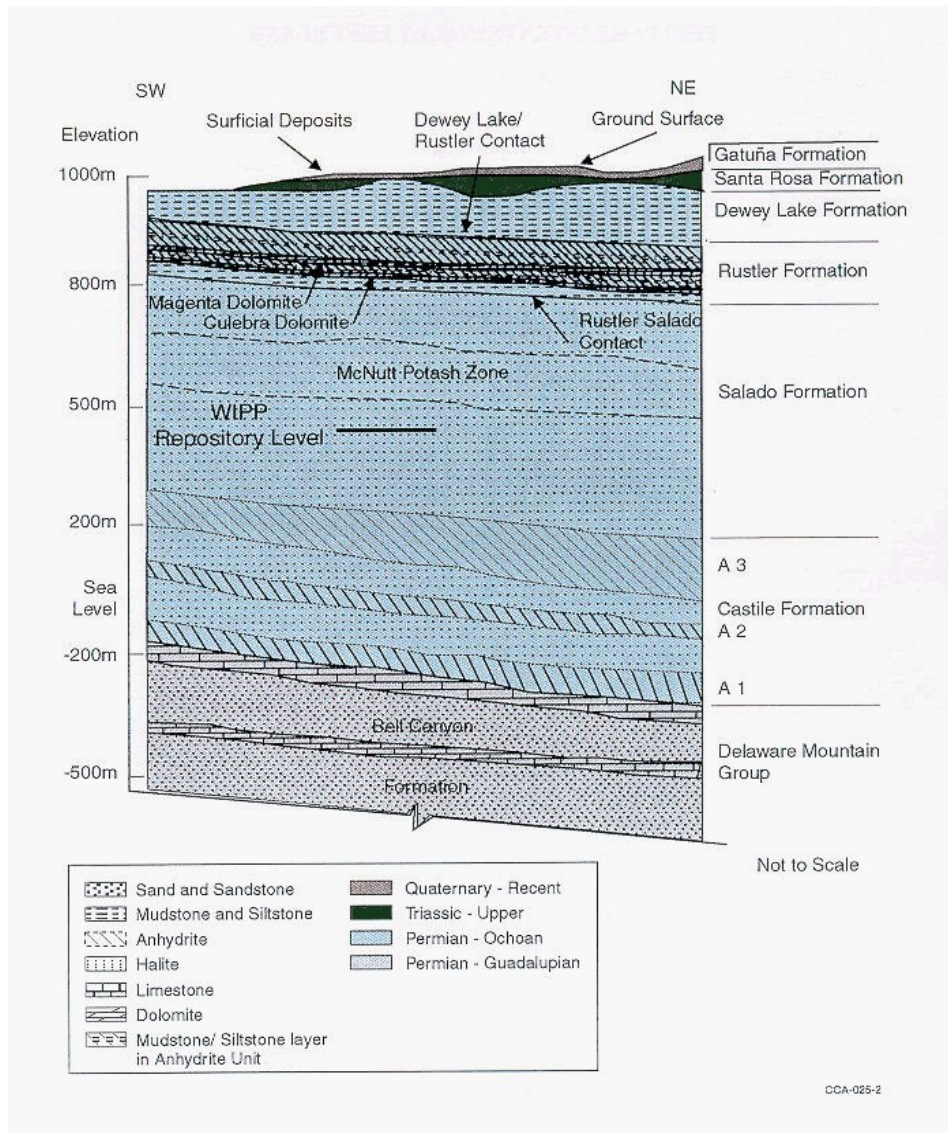 SW
NE
Elevation
Surficial Deposits
Dewey Lake/
Rustler Contact
Ground Surface
Gatuña Formation
1000m
Santa Rosa Formation
Dewey Lake Formation
Rustler Formation
800m
Magenta Dolomite
Culebra Dolomite
Rustler Salado
Contact
McNutt Potash Zone
Salado Formation
500m
WIPP
Repository Level
200m
A 3
Sea
Level
Castile Formation
A 2
-200m
A 1
Bell Canyon
Delaware Mountain
Group
-500m
Formation
Not to Scale
Sand and Sandstone
Mudstone and Siltstone
Anhydrite
Halite
Limestone
Dolomite
Mudstone/ Siltstone layer
in Anhydrite Unit
Quaternary - Recent
Triassic - Upper
Permian - Ochoan
Permian - Guadalupian
CCA-025-2